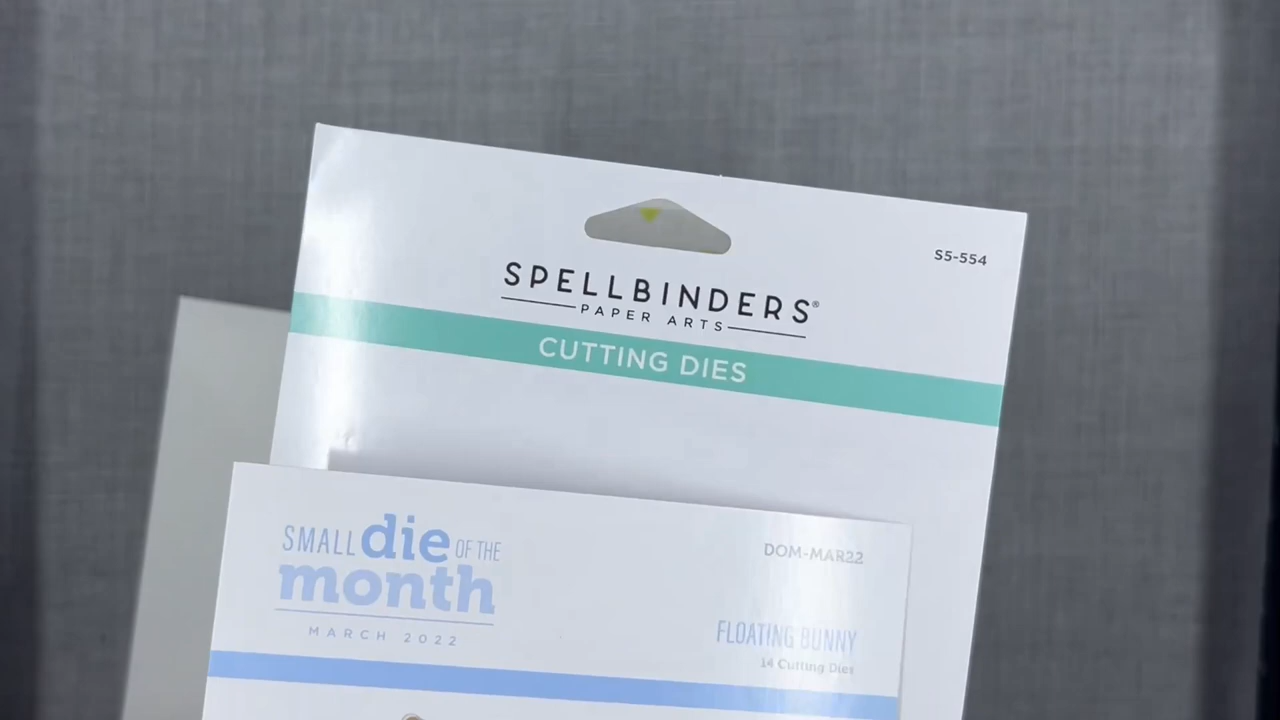 S5-554
SPELLBINDERS®
PAPER ARTS
CUTTING DIES
SMALL die OF THE
month
MARCH 2022
DOM-MAR22
FLOATING BUNNY
14 Cutting Dies